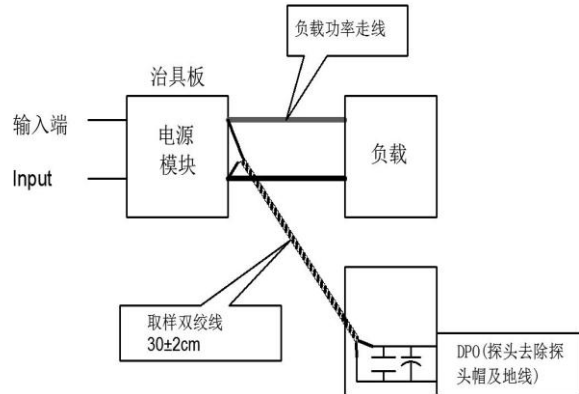 负载功率走线
治具板
输入端
Input
电源
模块
负载
取样双绞线
30±2cm
DPO(探头去除探
头帽及地线)